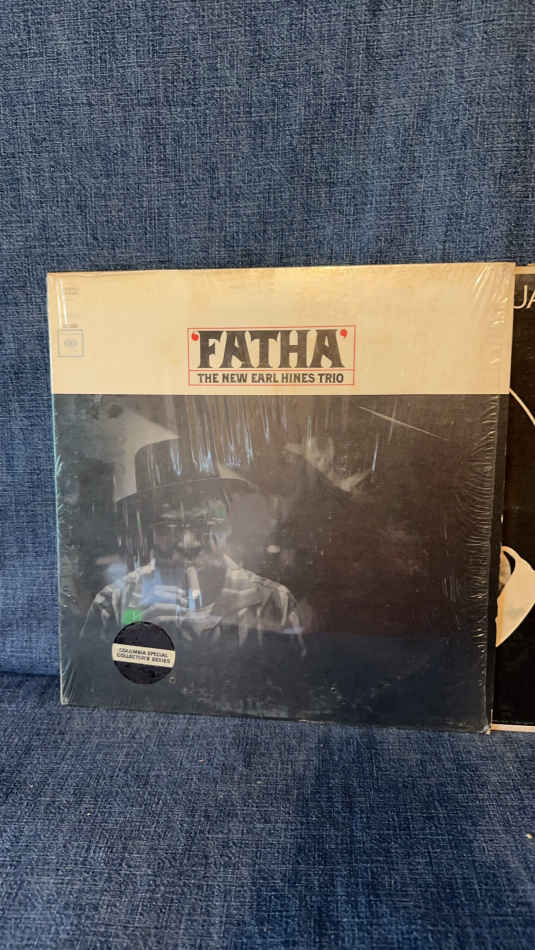 'FATHA'
THE NEW EARL HINES TRIO
COLUMBIA SPECIAL
COLLECTOR'S SERIES